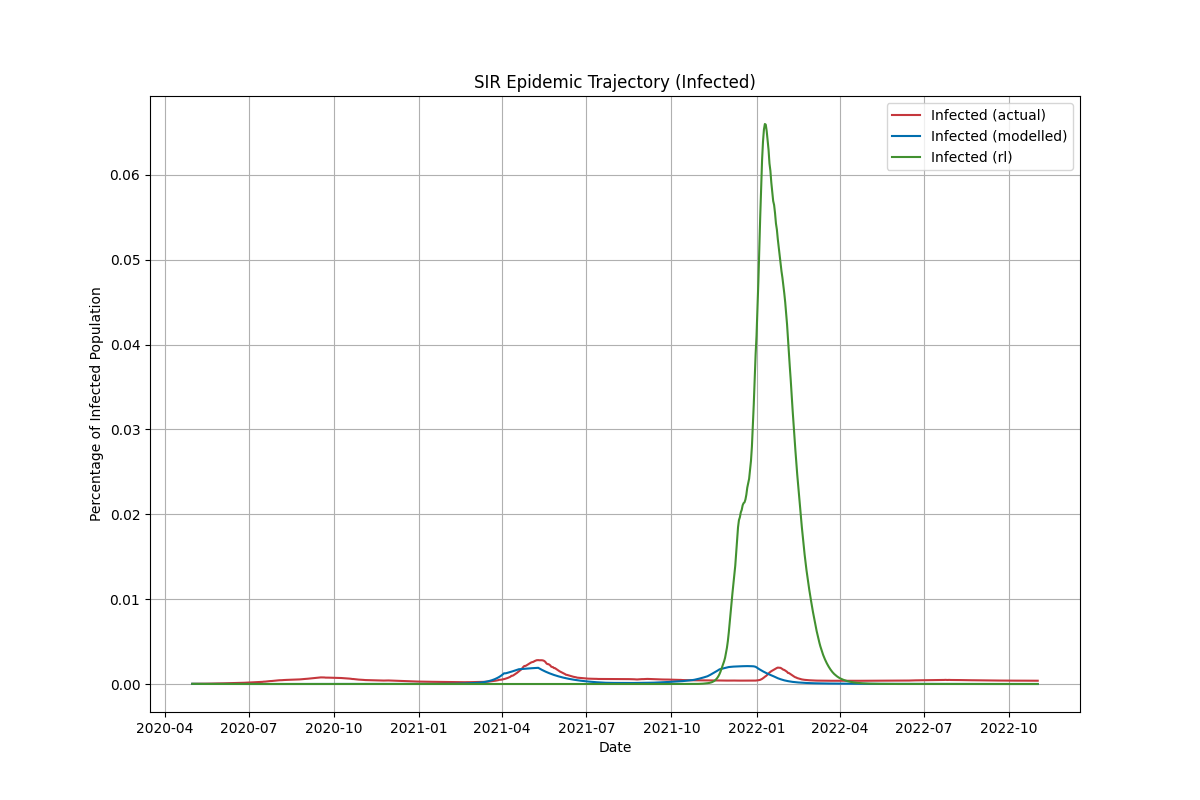 SIR Epidemic Trajectory (Infected)
Infected (actual)
Infected (modelled)
Infected (rl)
Percentage of Infected Population
0.06
0.05
0.04
0.03
0.02
0.01
0.00
2020-04 2020-07 2020-10 2021-01 2021-04 2021-07 2021-10 2022-01 2022-04 2022-07 2022-10
Date